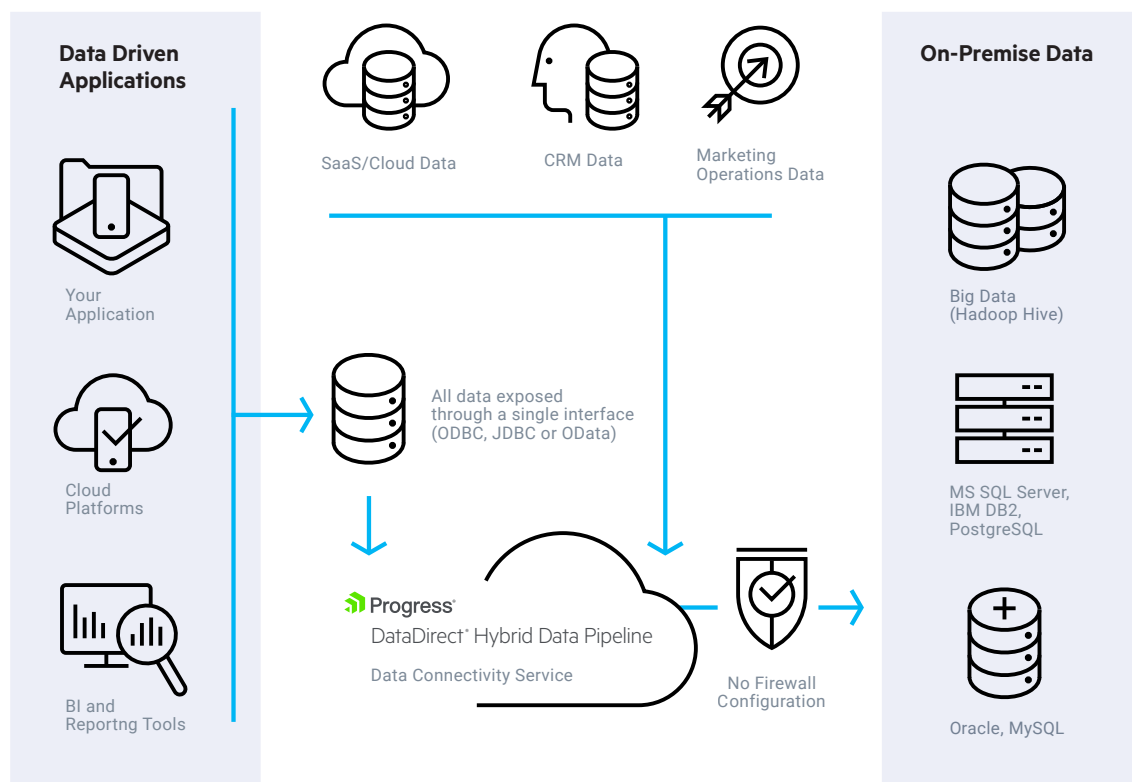 Data Driven
Applications
Your
Application
Cloud
Platforms
BI and
Reportng Tools
SaaS/Cloud Data
CRM Data
Marketing
Operations Data
All data exposed
through a single interface
(ODBC, JDBC or OData)
Progress®
DataDirect® Hybrid Data Pipeline
Data Connectivity Service
No Firewall
Configuration
On-Premise Data
Big Data
(Hadoop Hive)
MS SQL Server,
IBM DB2,
PostgreSQL
Oracle, MySQL